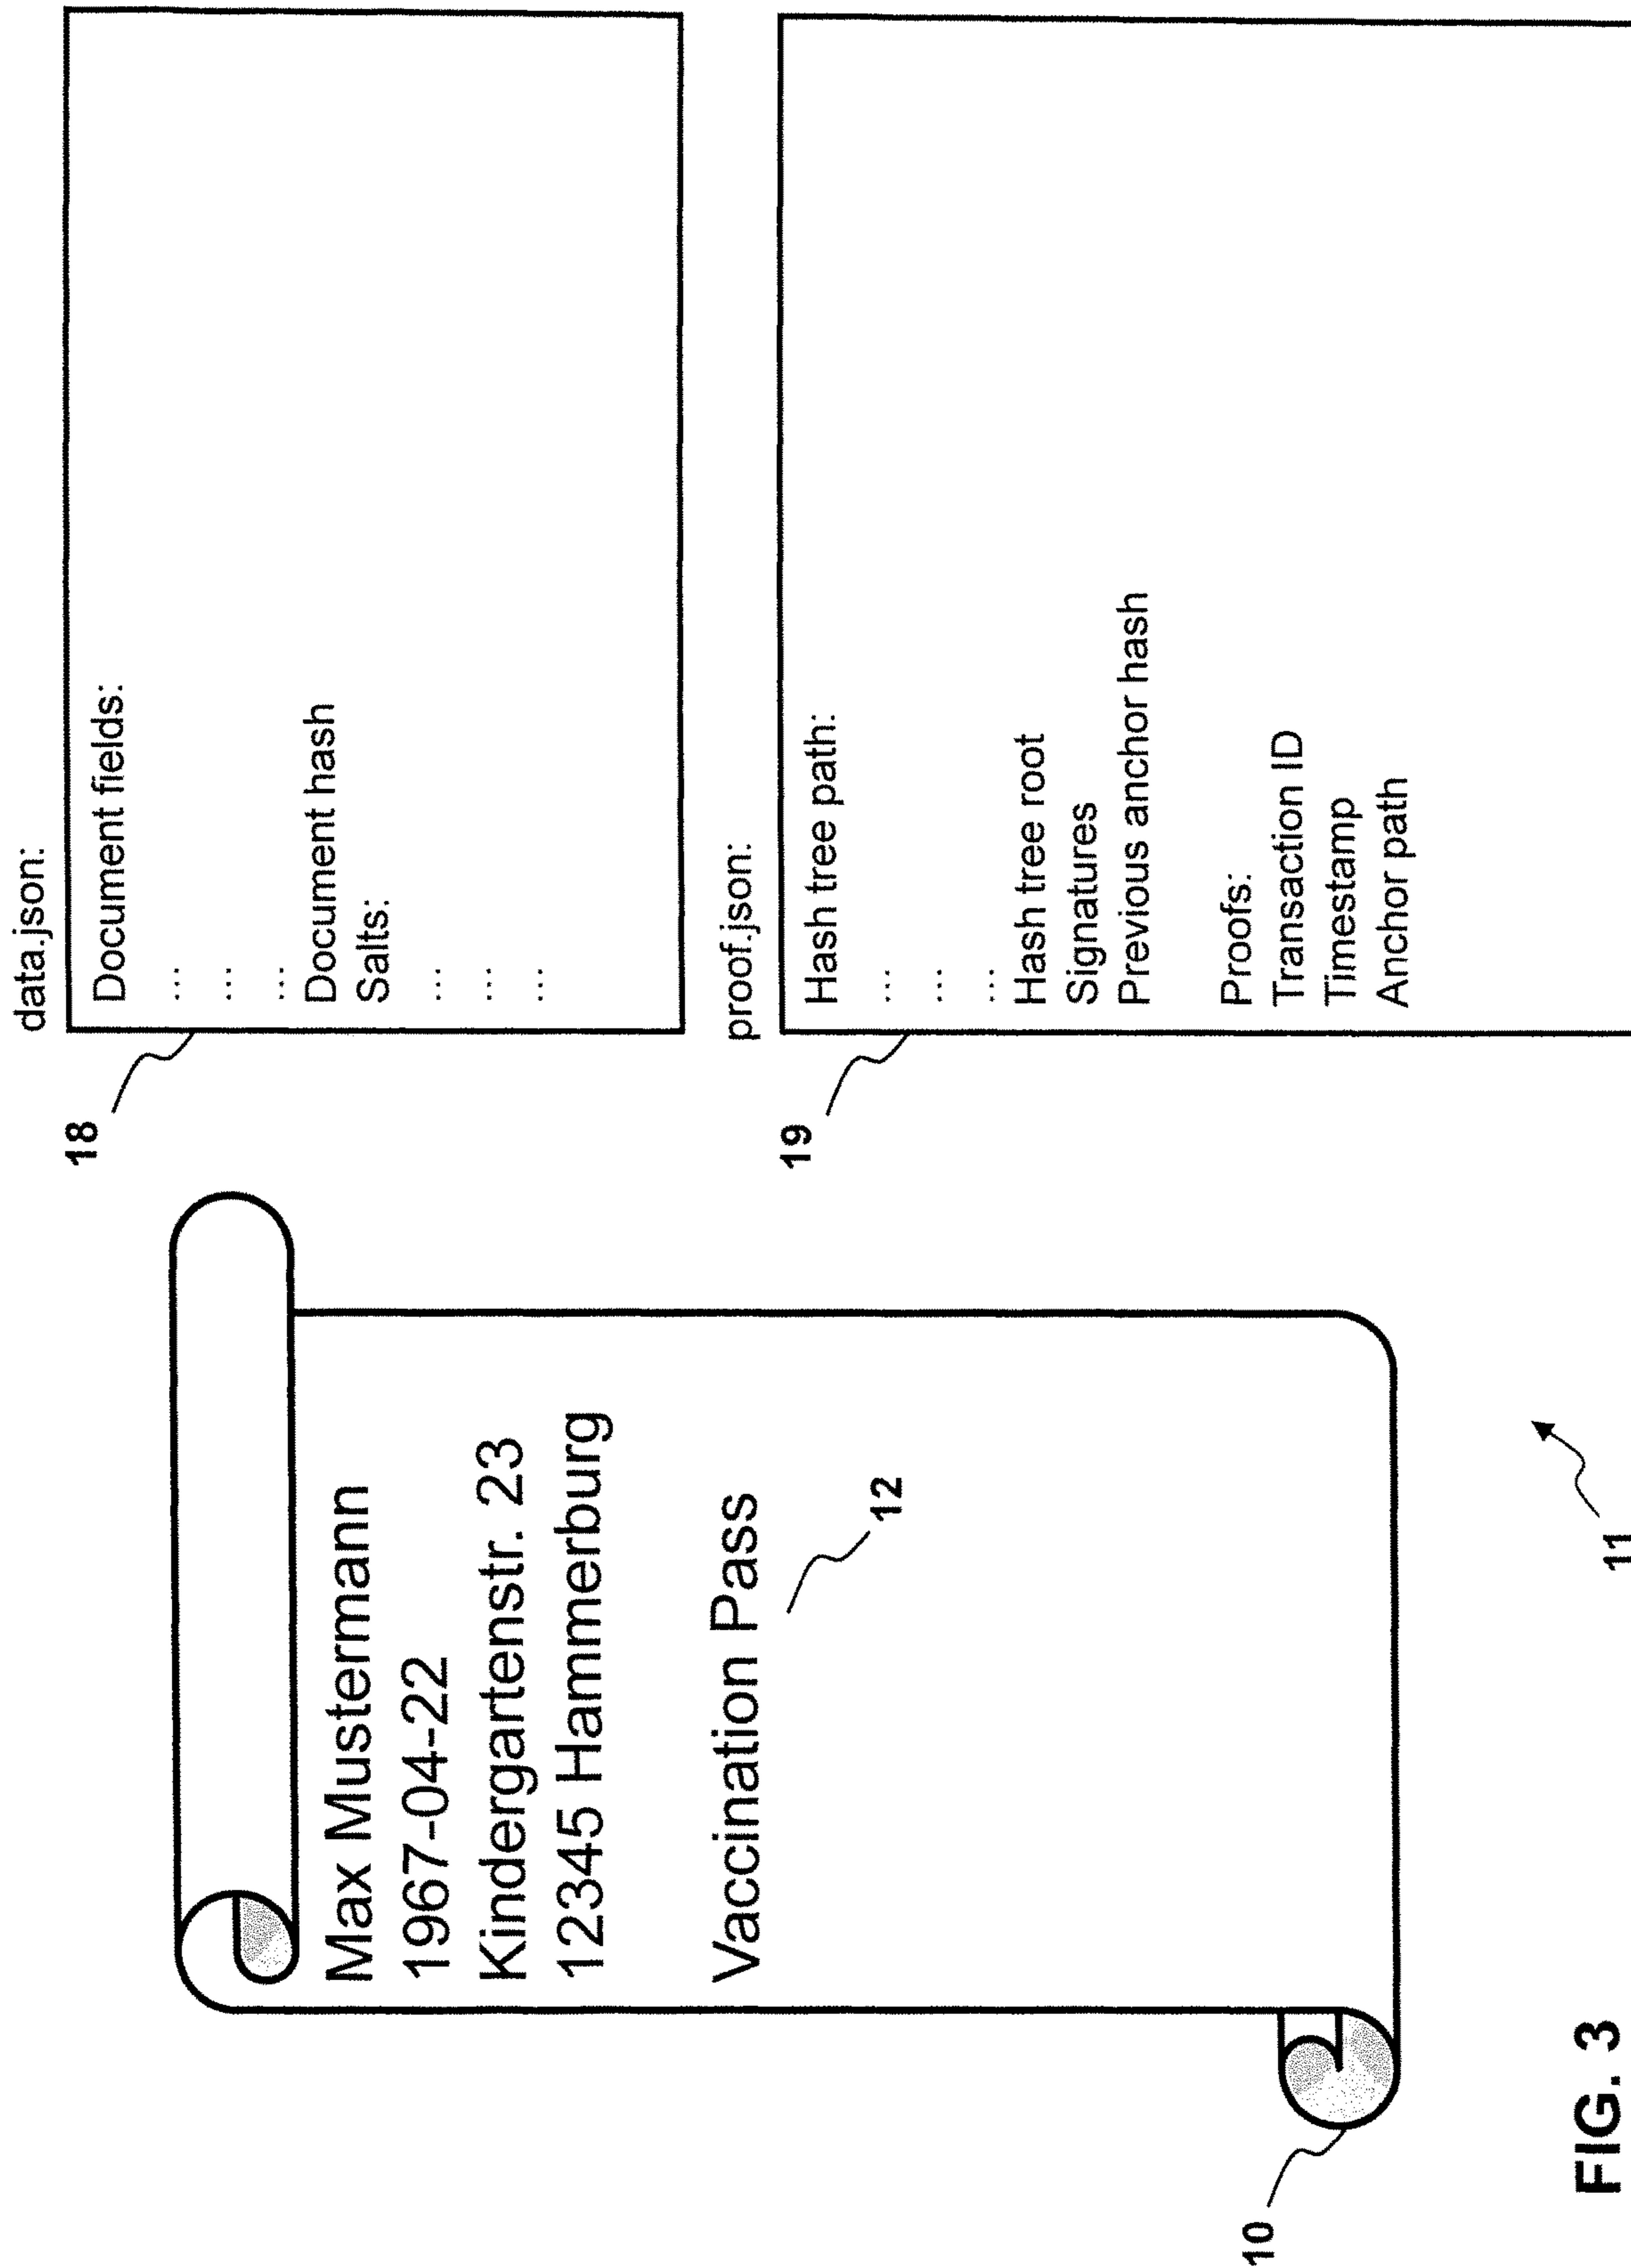 Max Mustermann
1967-04-22
Kindergartenstr. 23
12345 Hammerburg
Vaccination Pass
12
10
11
data.json:
18
Document fields:
...
...
...
Document hash
Salts:
...
...
...
proof.json:
19
Hash tree path:
...
...
...
Hash tree root
Signatures
Previous anchor hash
Proofs:
Transaction ID
Timestamp
Anchor path
FIG. 3